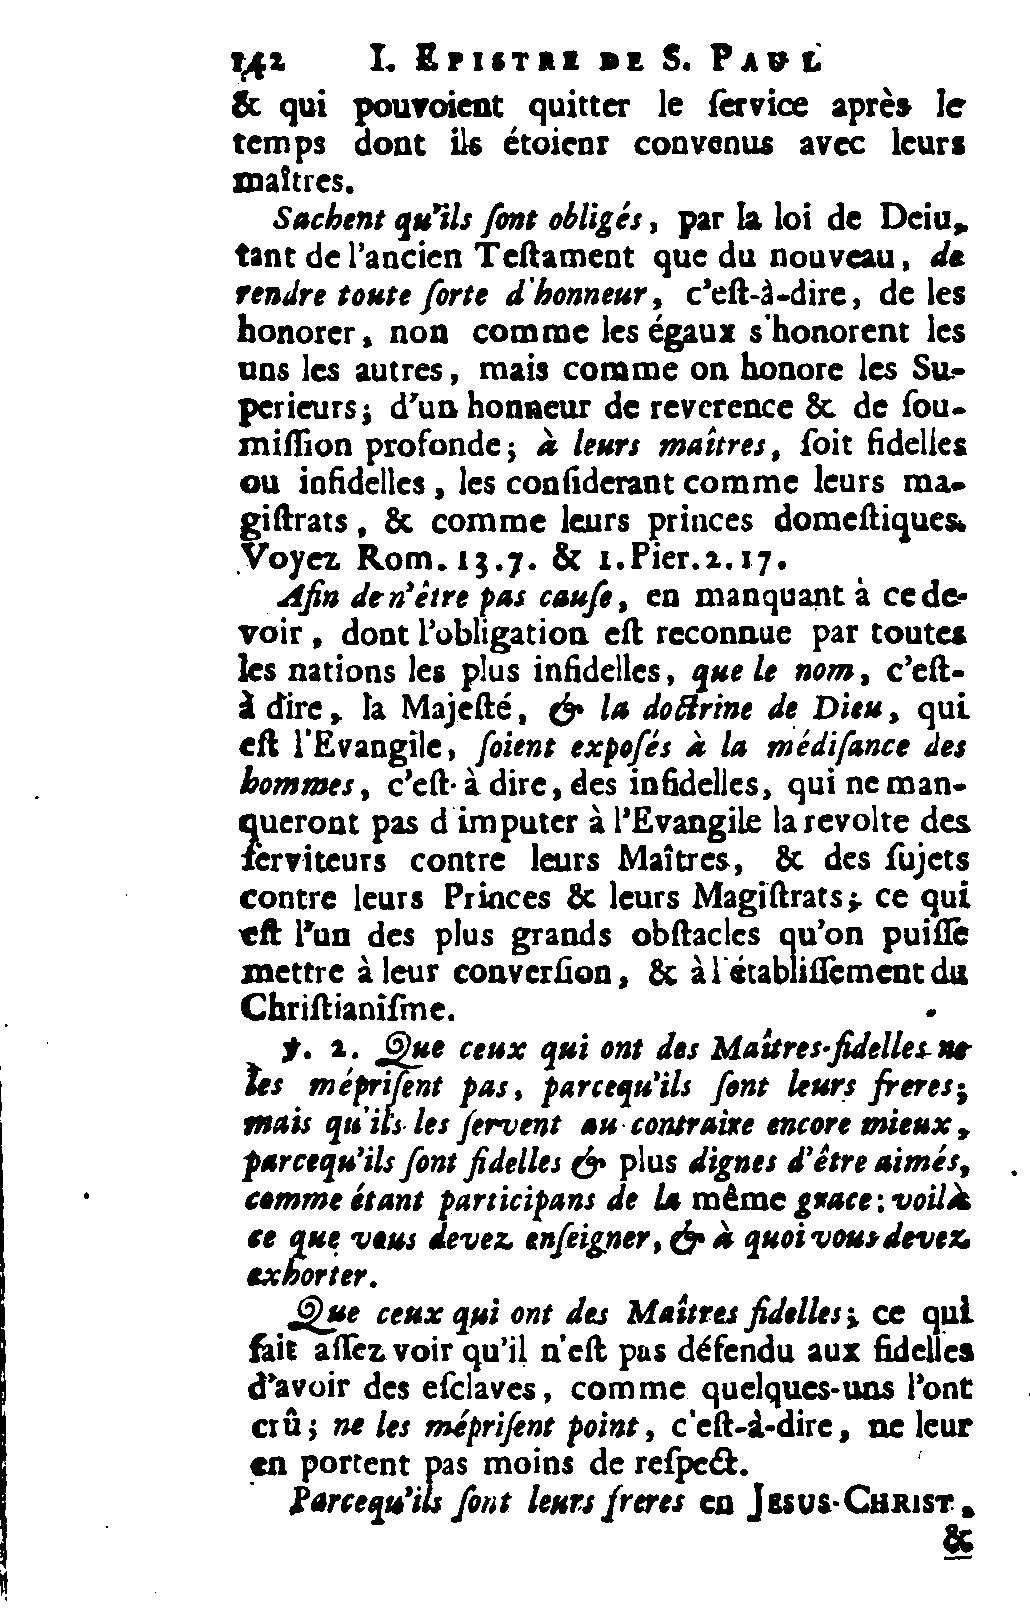 142 I. EPISTRE DE S. PAUL
& qui pouvoient quitter le ſervice après le
temps dont ils étoient convenus avec leurs
maîtres.
Sachent qu'ils ſont obligés, par la loi de Deiu,
tant de l'ancien Teſtament que du nouveau, de
rendre toute ſorte d'honneur, c'eſt-à-dire, de les
honorer, non comme les égaux s'honorent les
uns les autres, mais comme on honore les Su-
perieurs; d'un honneur de reverence & de ſou-
miſſion profonde; à leurs maîtres, ſoit fidelles
ou infidelles, les conſiderant comme leurs ma-
giſtrats, & comme leurs princes domeſtiques.
Voyez Rom. 13.7. & 1.Pier.2.17.
Afin de n'être pas cauſe, en manquant à ce de-
voir, dont l'obligation eſt reconnue par toutes
les nations les plus infidelles, que le nom, c'eſt-
à dire, la Majeſté, & la doctrine de Dieu, qui
eſt l'Evangile, ſoient expoſés à la médiſance des
hommes, c'eſt-à dire, des infidelles, qui ne man-
queront pas d'imputer à l'Evangile la revolte des
ſerviteurs contre leurs Maîtres, & des ſujets
contre leurs Princes & leurs Magiſtrats; ce qui
eſt l'un des plus grands obſtacles qu'on puiſſe
mettre à leur converſion, & à l'établiſſement du
Chriſtianiſme.
℣. 2. Que ceux qui ont des Maîtres-fidelles ne
les mépriſent pas, parcequ'ils ſont leurs freres;
mais qu'ils les ſervent au contraire encore mieux,
parcequ'ils ſont fidelles & plus dignes d'être aimés,
comme étant participans de la même grace: voilà
ce que vous devez enſeigner, & à quoi vous devez
exhorter.
Que ceux qui ont des Maîtres fidelles; ce qui
fait aſſez voir qu'il n'eſt pas défendu aux fidelles
d'avoir des eſclaves, comme quelques-uns l'ont
crû; ne les mépriſent point, c'eſt-à-dire, ne leur
en portent pas moins de reſpect.
Parcequ'ils ſont leurs freres en JESUS-CHRIST,
&